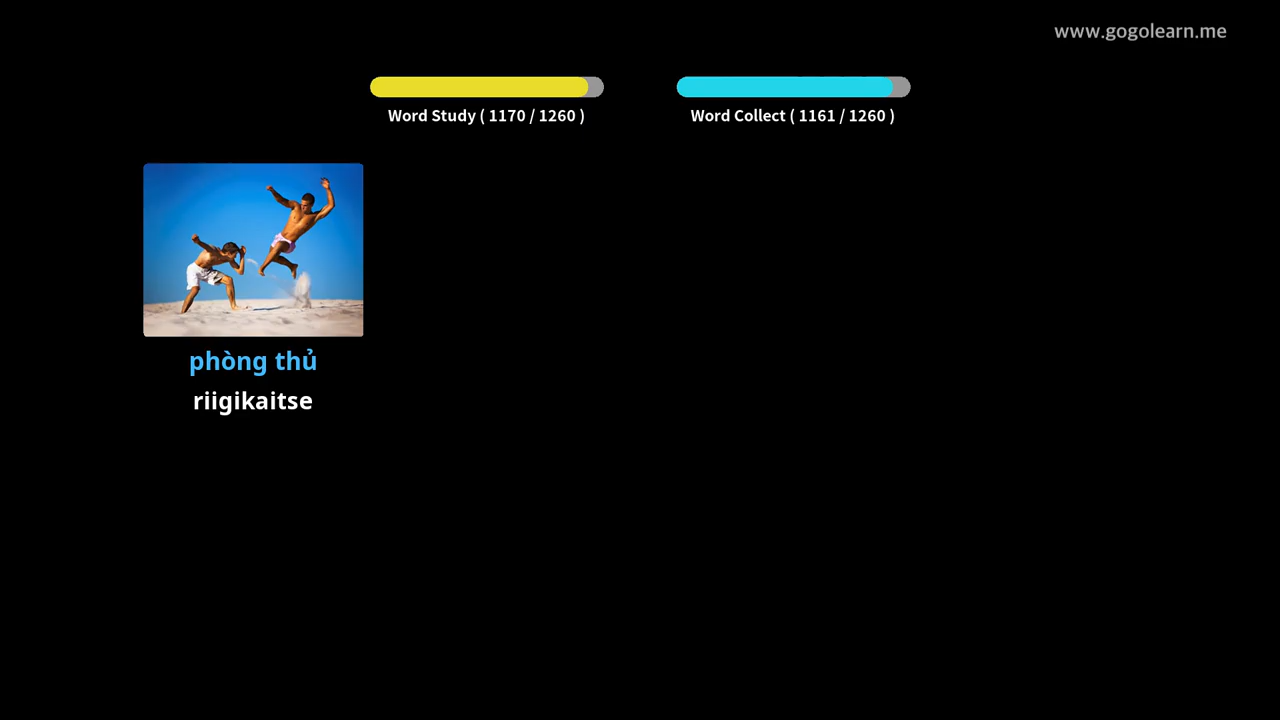 www.gogolearn.me
Word Study ( 1170 / 1260 )
Word Collect ( 1161 / 1260 )
phòng thủ
riigikaitse